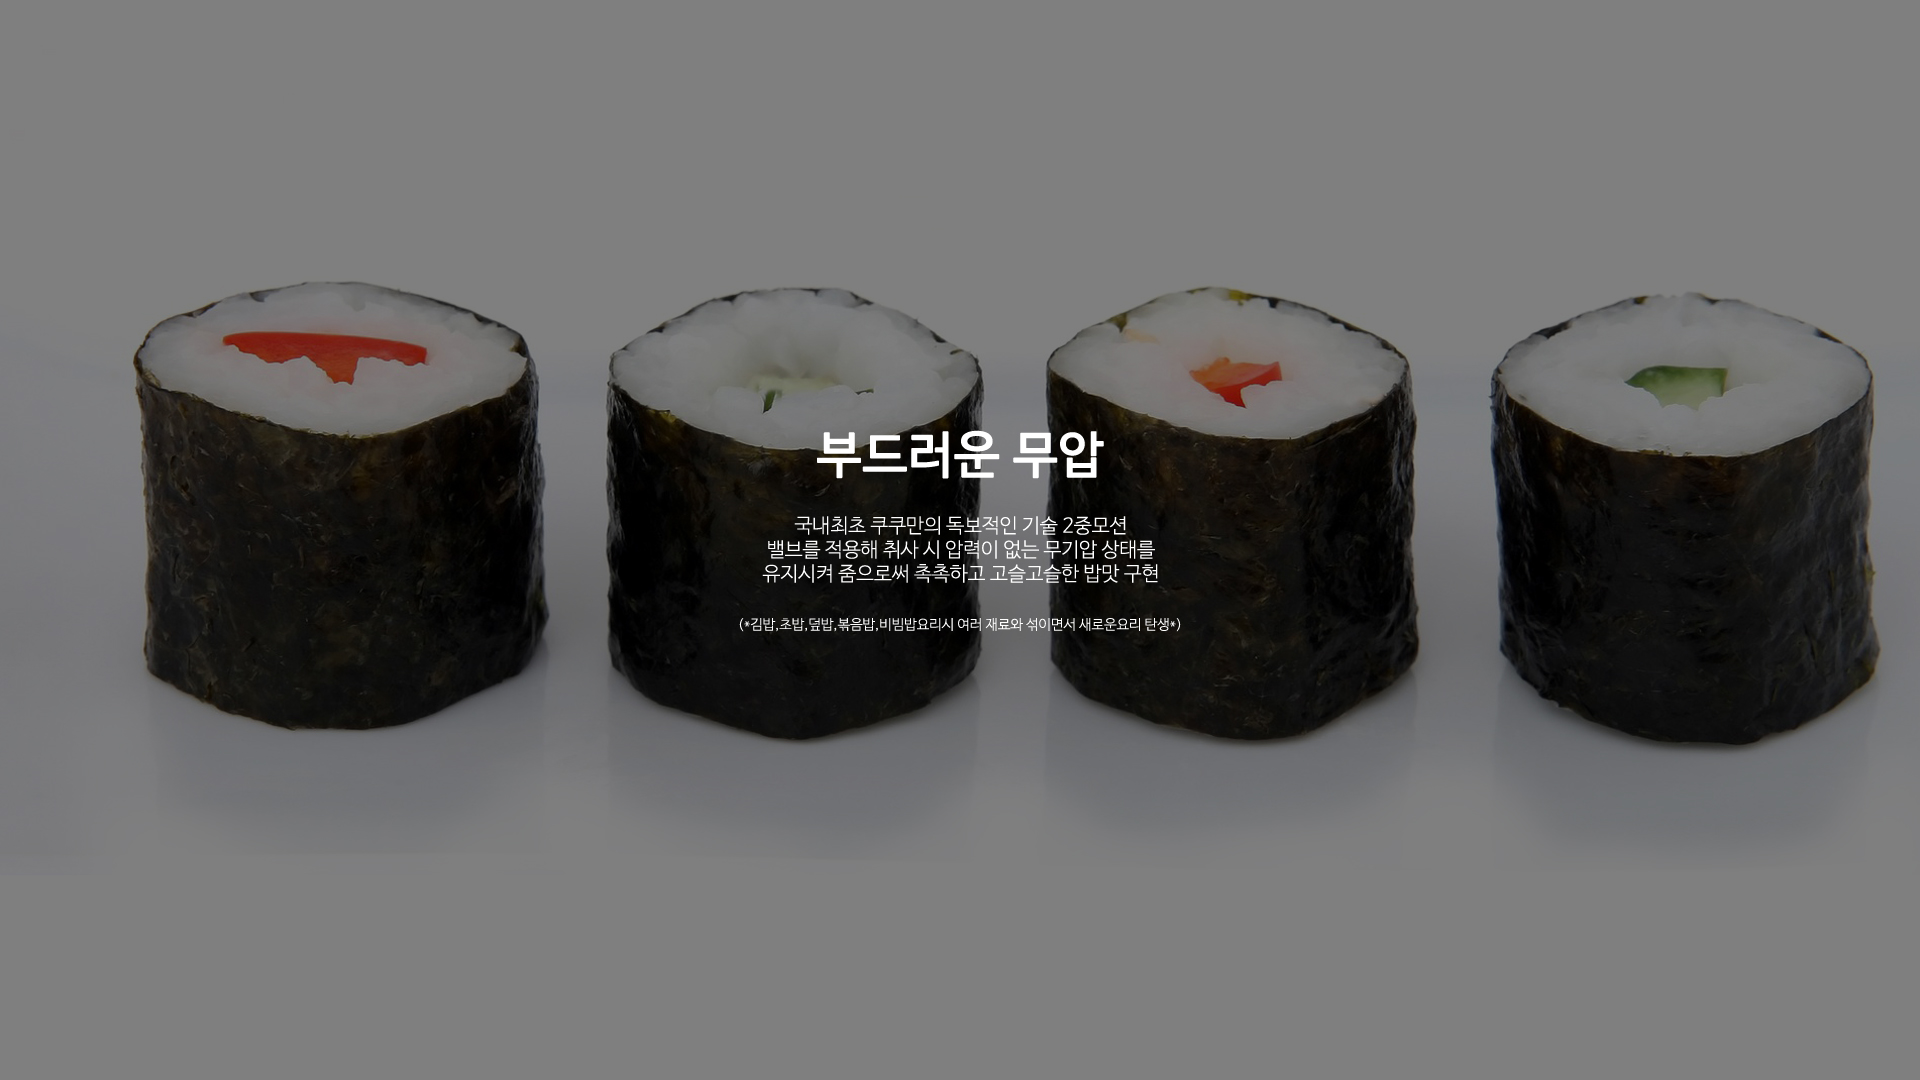 부드러운 무압
국내최초 쿠쿠만의 독보적인 기술 2중모션
밸브를 적용해 취사 시 압력이 없는 무기압 상태를
유지시켜 줌으로써 촉촉하고 고슬고슬한 밥맛 구현
(*김밥,초밥,덮밥,볶음밥,비빔밥요리시 여러 재료와 섞이면서 새로운요리 탄생*)